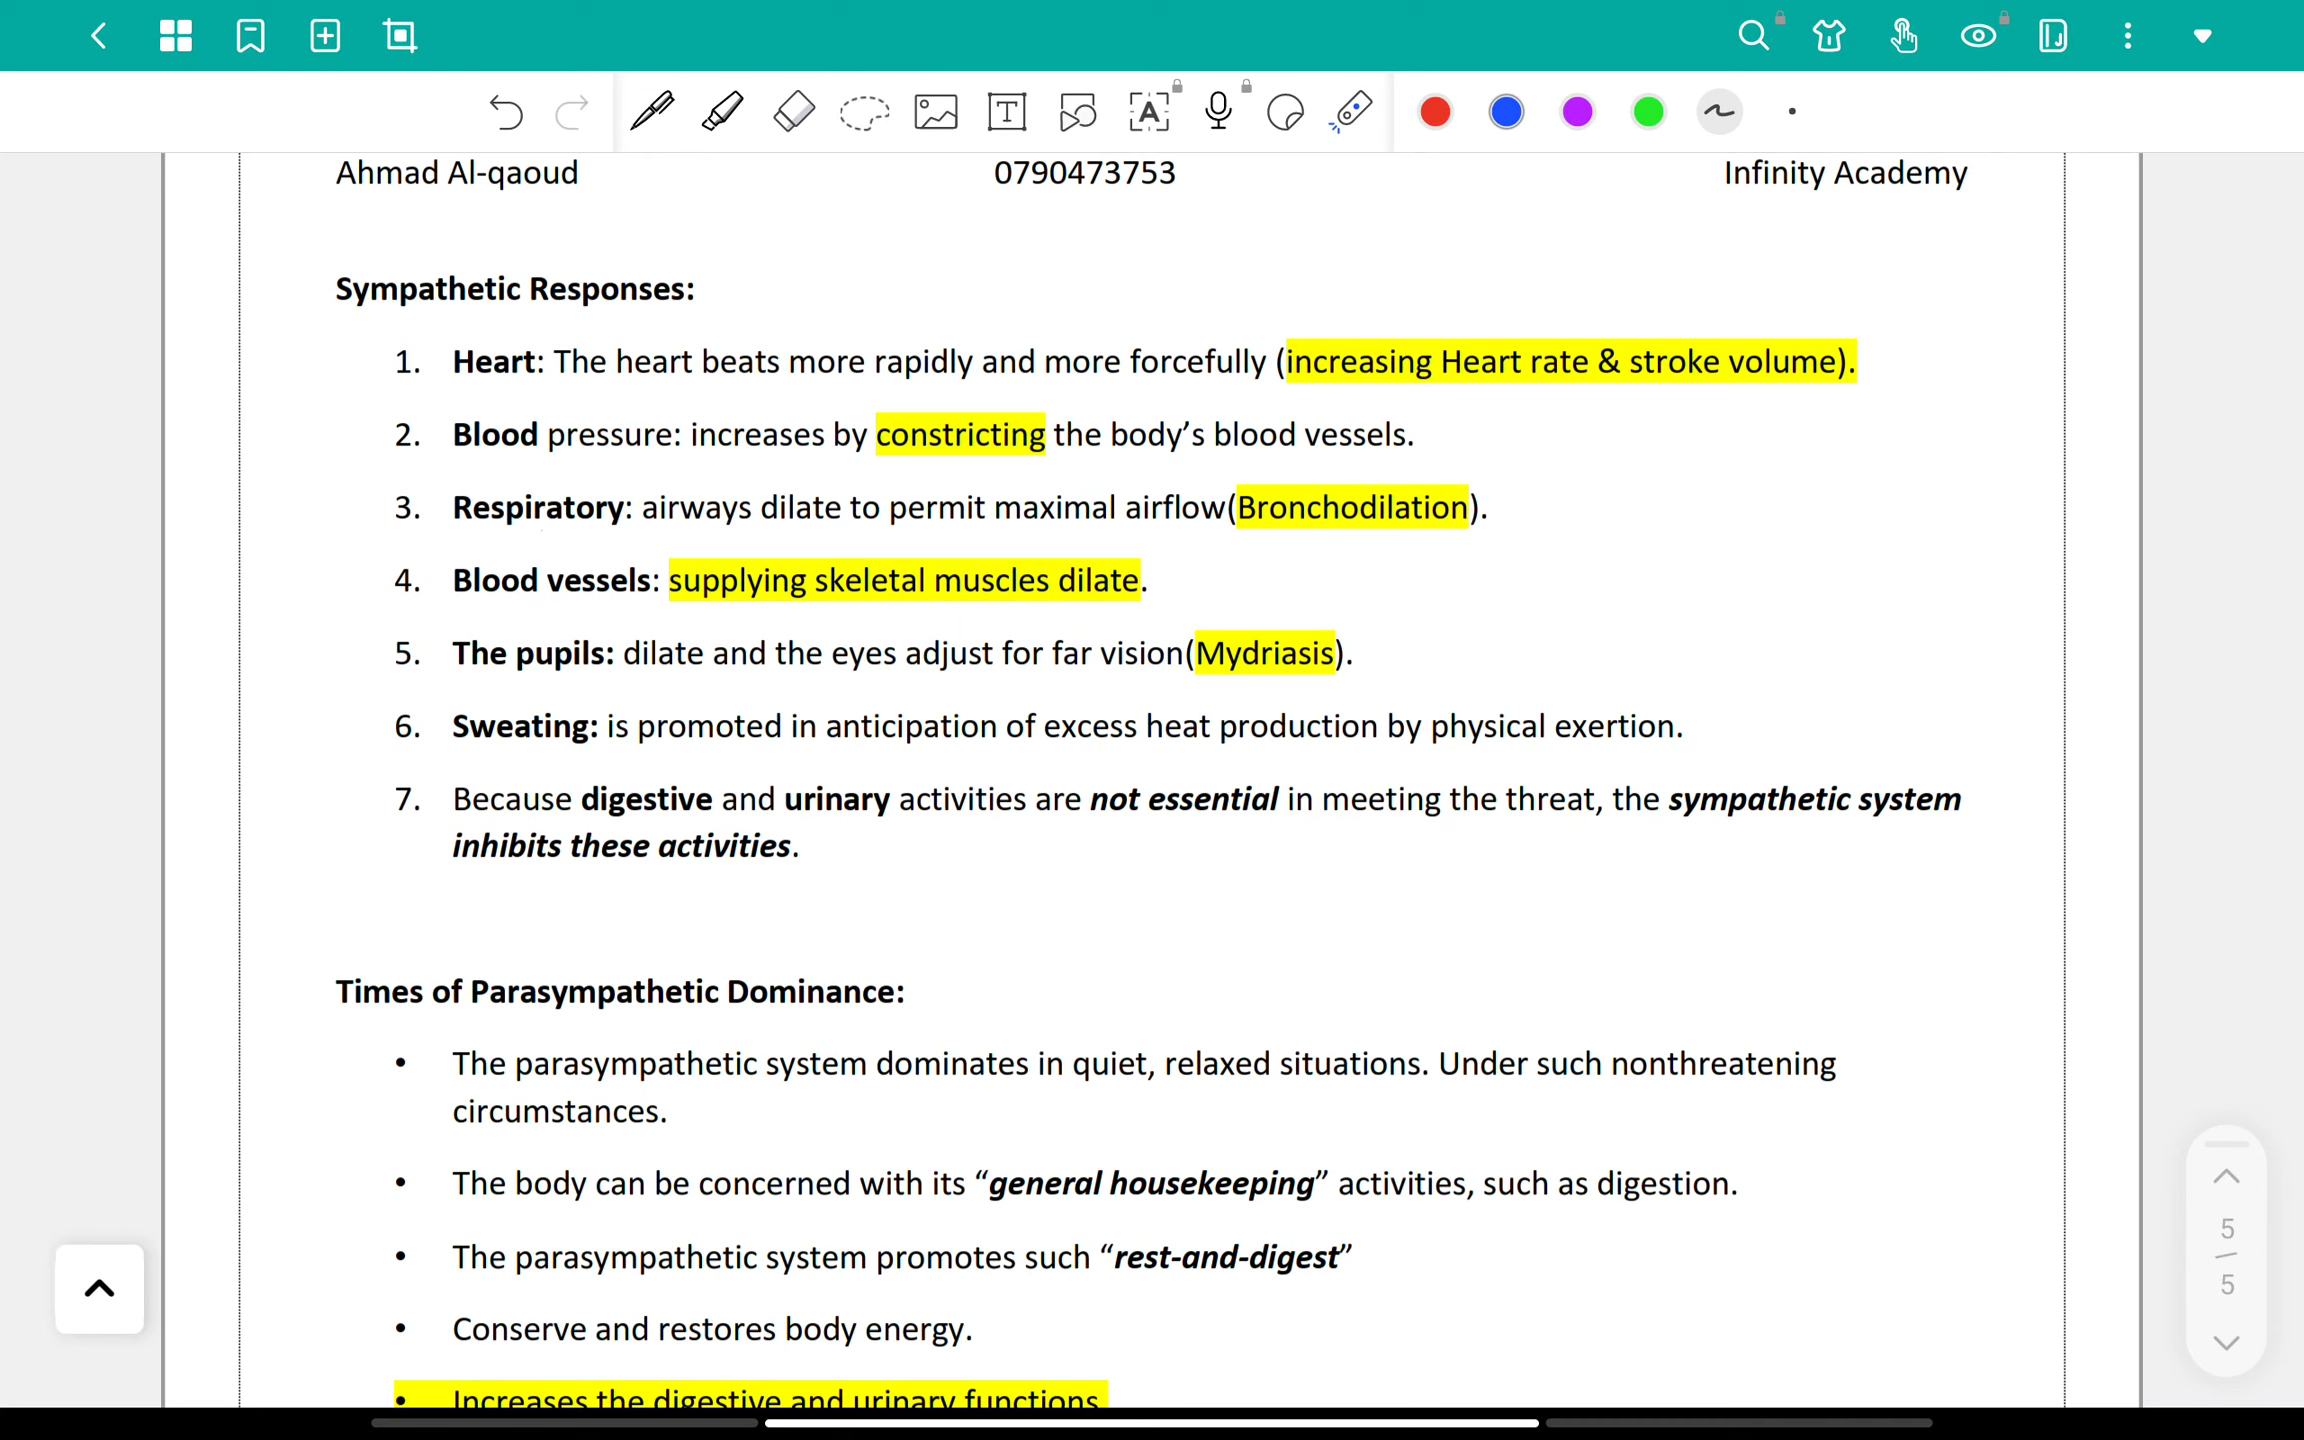 Ahmad Al-qaoud 0790473753 Infinity Academy
Sympathetic Responses:
1. Heart: The heart beats more rapidly and more forcefully (increasing Heart rate & stroke volume).
2. Blood pressure: increases by constricting the body’s blood vessels.
3. Respiratory: airways dilate to permit maximal airflow(Bronchodilation).
4. Blood vessels: supplying skeletal muscles dilate.
5. The pupils: dilate and the eyes adjust for far vision(Mydriasis).
6. Sweating: is promoted in anticipation of excess heat production by physical exertion.
7. Because digestive and urinary activities are not essential in meeting the threat, the sympathetic system
inhibits these activities.
Times of Parasympathetic Dominance:
• The parasympathetic system dominates in quiet, relaxed situations. Under such nonthreatening
circumstances.
• The body can be concerned with its “general housekeeping” activities, such as digestion.
• The parasympathetic system promotes such “rest-and-digest”
• Conserve and restores body energy.
• Increases the digestive and urinary functions
5
/
5